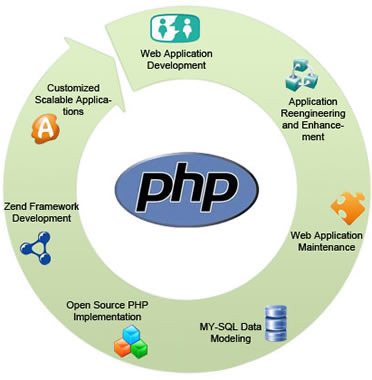 Web Application
Development
Application
Reengineering
and Enhance-
ment
Web Application
Maintenance
MY-SQL Data
Modeling
Open Source PHP
Implementation
Zend Framework
Development
Customized
Scalable Applica-
tions
A
php